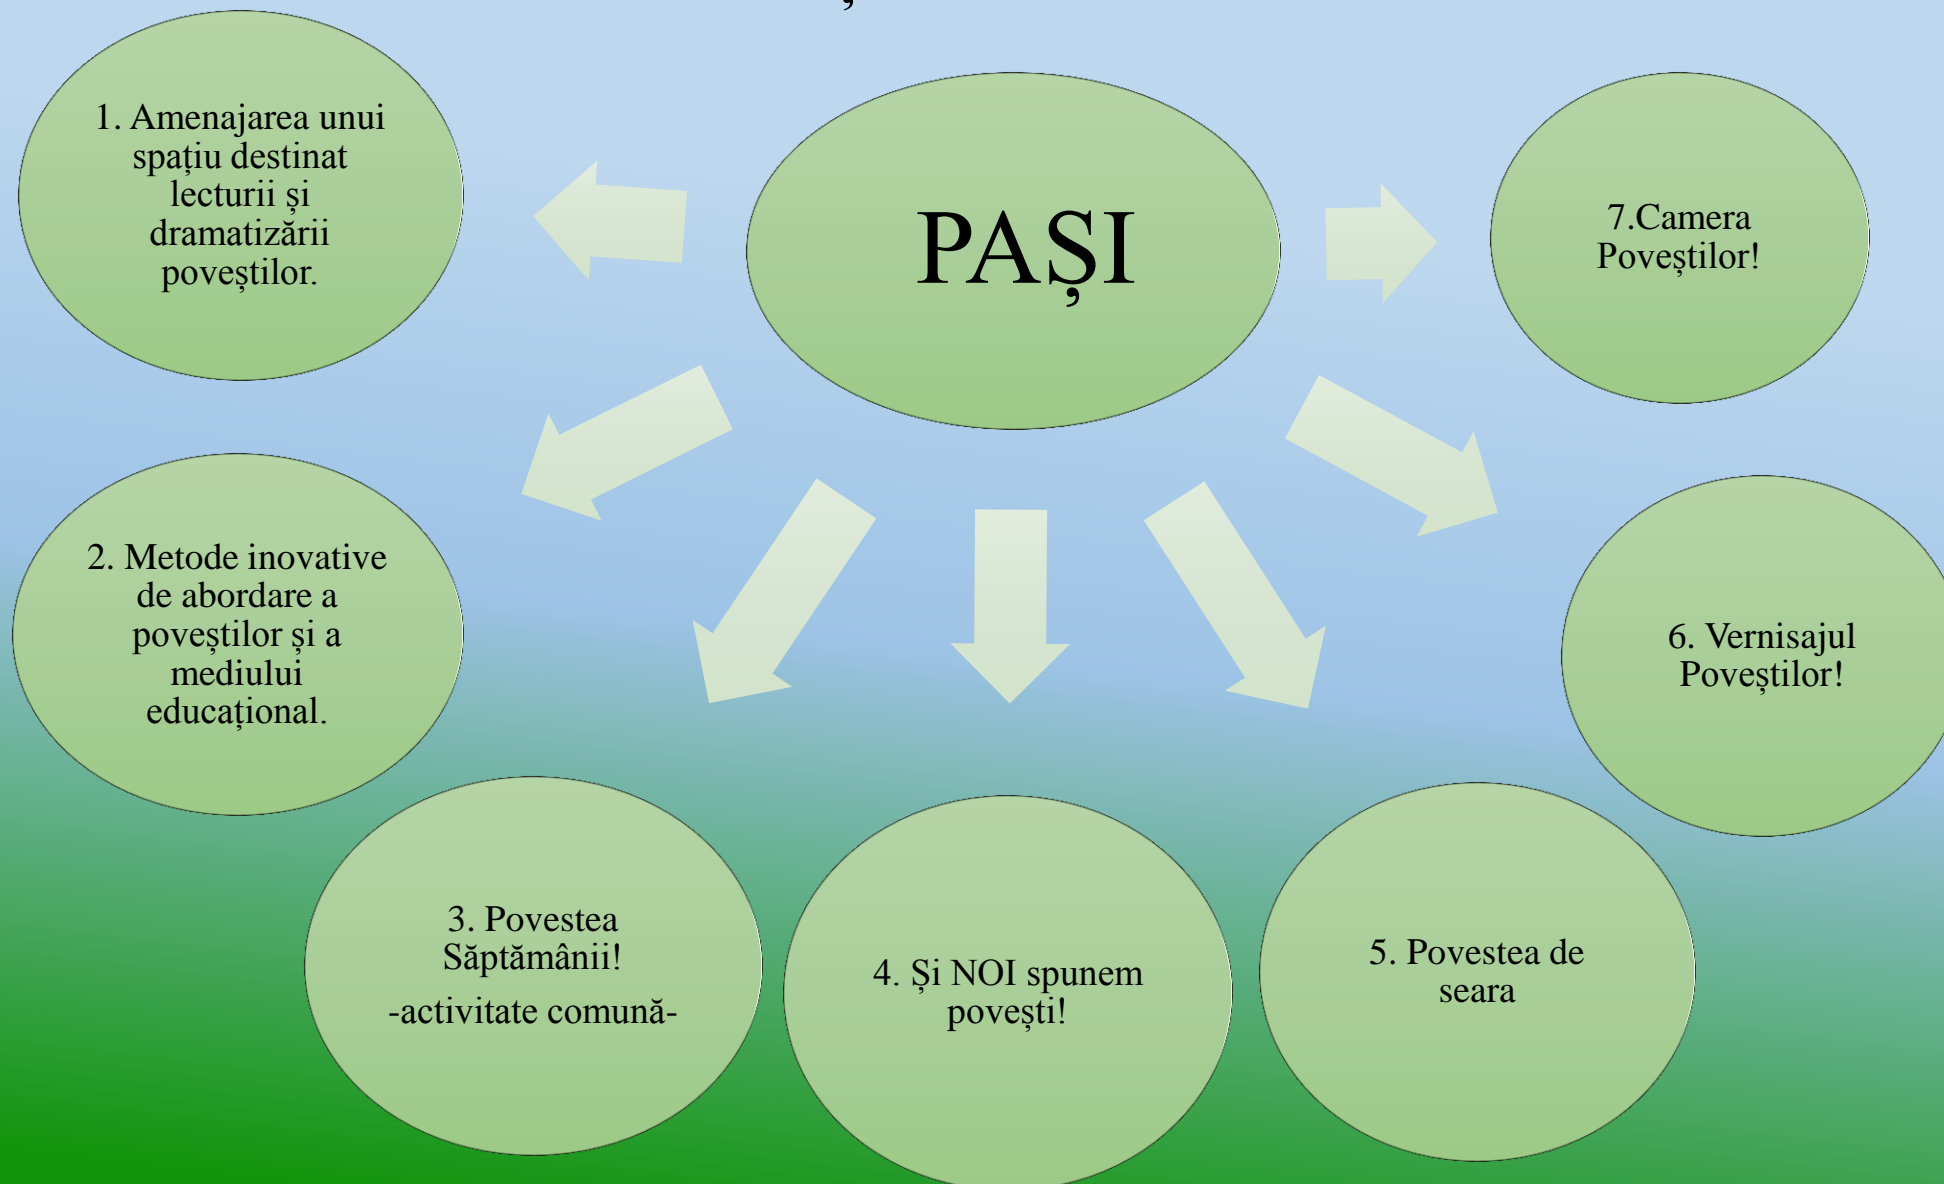 PAȘI
1. Amenajarea unui
spațiu destinat
lecturii și
dramatizării
poveștilor.
2. Metode inovative
de abordare a
poveștilor și a
mediului
educațional.
3. Povestea
Săptămânii!
-activitate comună-
4. Și NOI spunem
povești!
5. Povestea de
seara
6. Vernisajul
Poveștilor!
7.Camera
Poveștilor!